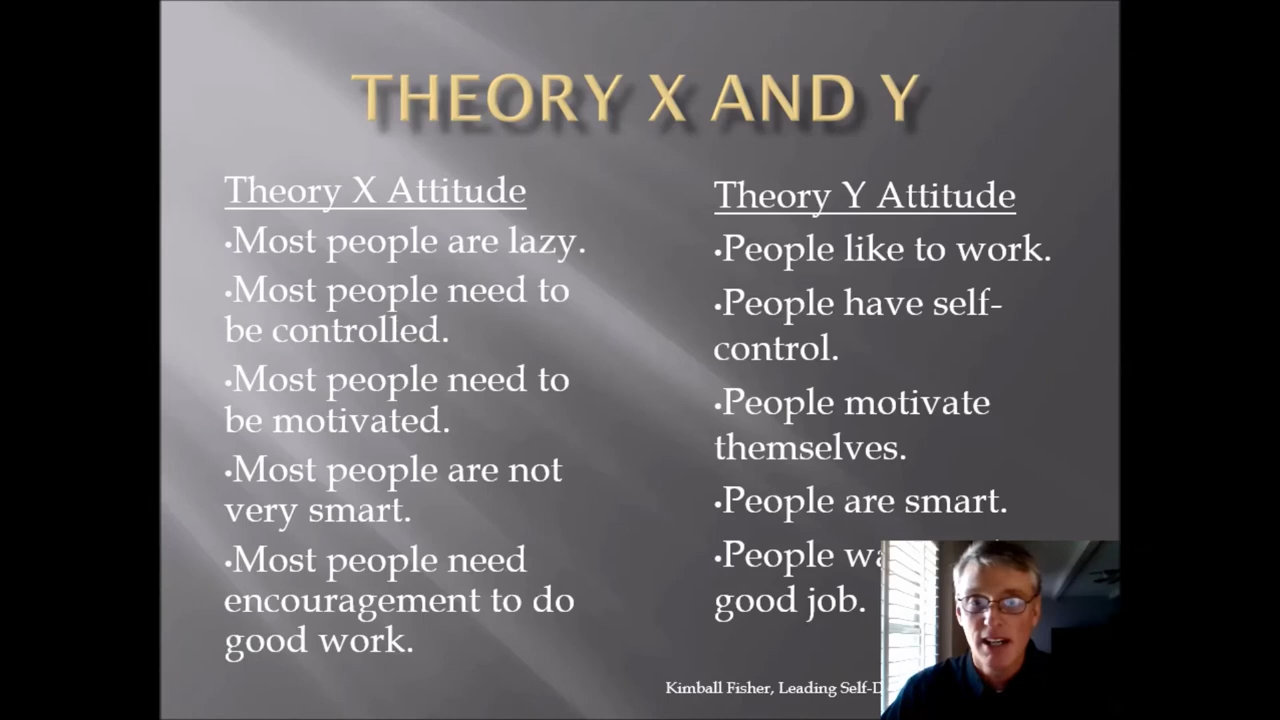 THEORY X AND Y
Theory X Attitude
•Most people are lazy.
•Most people need to
be controlled.
•Most people need to
be motivated.
•Most people are not
very smart.
•Most people need
encouragement to do
good work.
Theory Y Attitude
•People like to work.
•People have self-
control.
•People motivate
themselves.
•People are smart.
•People
good job.
Kimball Fisher, Leading